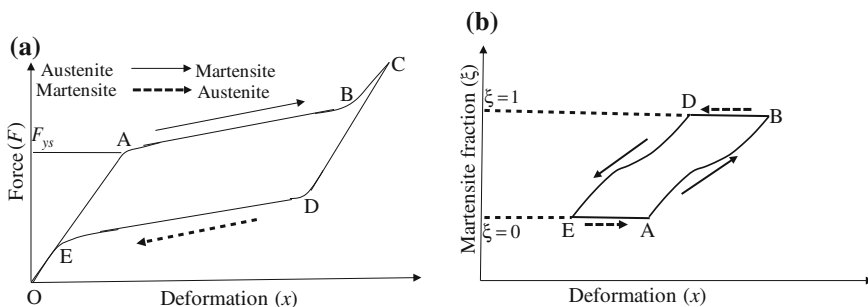 (a)
Austenite Martensite
Martensite Austenite
C
B
F_ys
A
Force (F)
D
E
O
Deformation (x)
(b)
Martensite fraction (ξ)
ξ=1
D
B
ξ=0
E
A
Deformation (x)